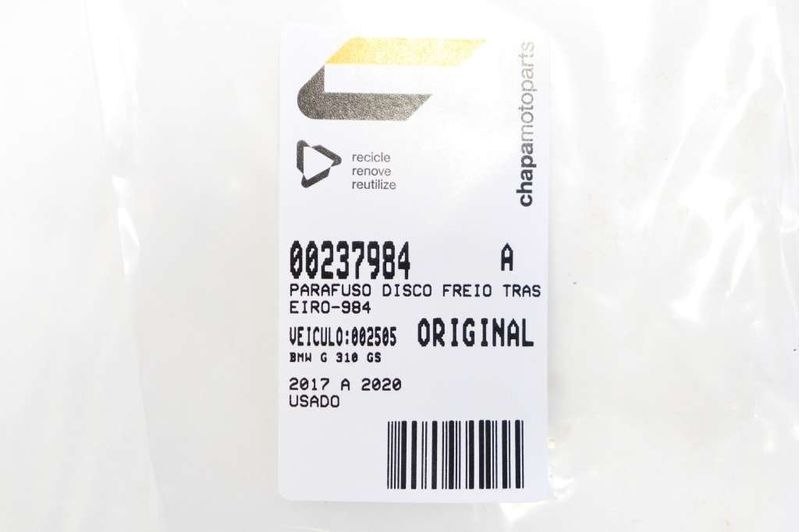 chapamotoparts
recicle
renove
reutilize
00237984 A
PARAFUSO DISCO FREIO TRAS
EIRO-984
VEICULO:002505 ORIGINAL
BMW G 310 GS
2017 A 2020
USADO